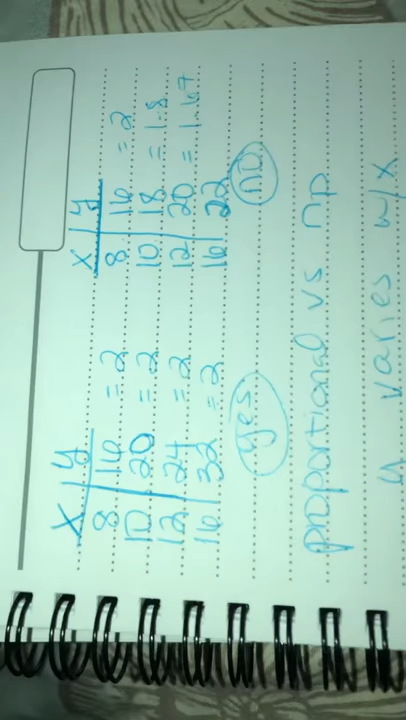 x | y x | y
8 | 16 = 2 8 | 16 = 2
10 | 20 = 2 10 | 18 = 1.8
12 | 24 = 2 12 | 20 = 1.67
16 | 32 = 2 16 | 22
yes no
proportional vs np
y varies w/x